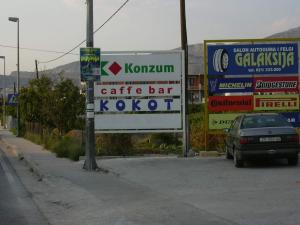 Konzum
caffe bar
KOKOT
SALON AUTOGUMA I FELGI
GALAKSIJA
MICHELIN
BRIDGESTONE
Continental
PIRELLI